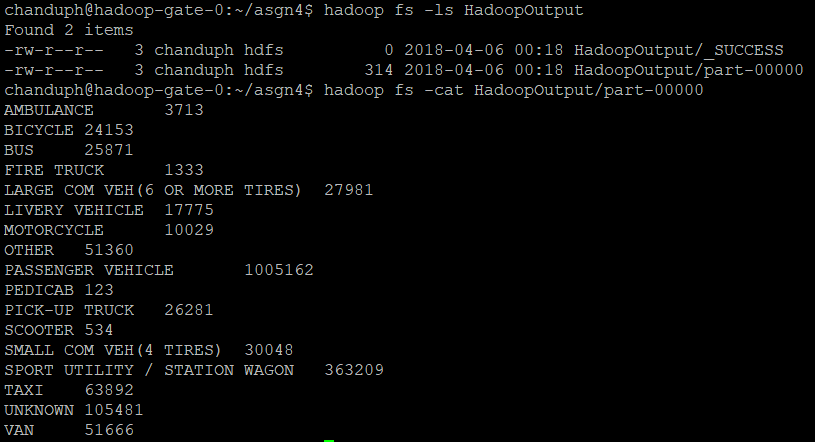 chanduph@hadoop-gate-0:~/asgn4$ hadoop fs -ls HadoopOutput
Found 2 items
-rw-r--r--   3 chanduph hdfs          0 2018-04-06 00:18 HadoopOutput/_SUCCESS
-rw-r--r--   3 chanduph hdfs        314 2018-04-06 00:18 HadoopOutput/part-00000
chanduph@hadoop-gate-0:~/asgn4$ hadoop fs -cat HadoopOutput/part-00000
AMBULANCE       3713
BICYCLE 24153
BUS     25871
FIRE TRUCK      1333
LARGE COM VEH(6 OR MORE TIRES)  27981
LIVERY VEHICLE  17775
MOTORCYCLE      10029
OTHER   51360
PASSENGER VEHICLE       1005162
PEDICAB 123
PICK-UP TRUCK   26281
SCOOTER 534
SMALL COM VEH(4 TIRES)  30048
SPORT UTILITY / STATION WAGON   363209
TAXI    63892
UNKNOWN 105481
VAN     51666